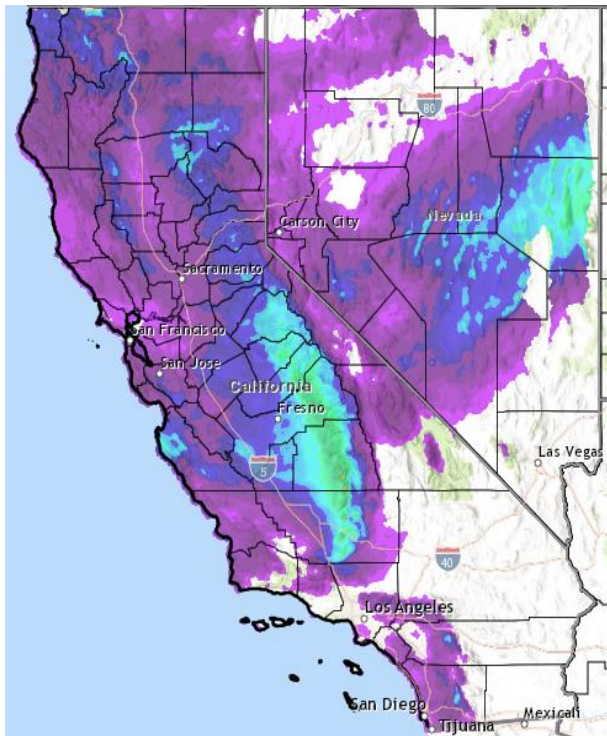 80
Nevada
Carson City
Sacramento
San Francisco
San Jose
California
Fresno
Las Vegas
5
40
Los Angeles
San Diego
Mexicali
Tijuana